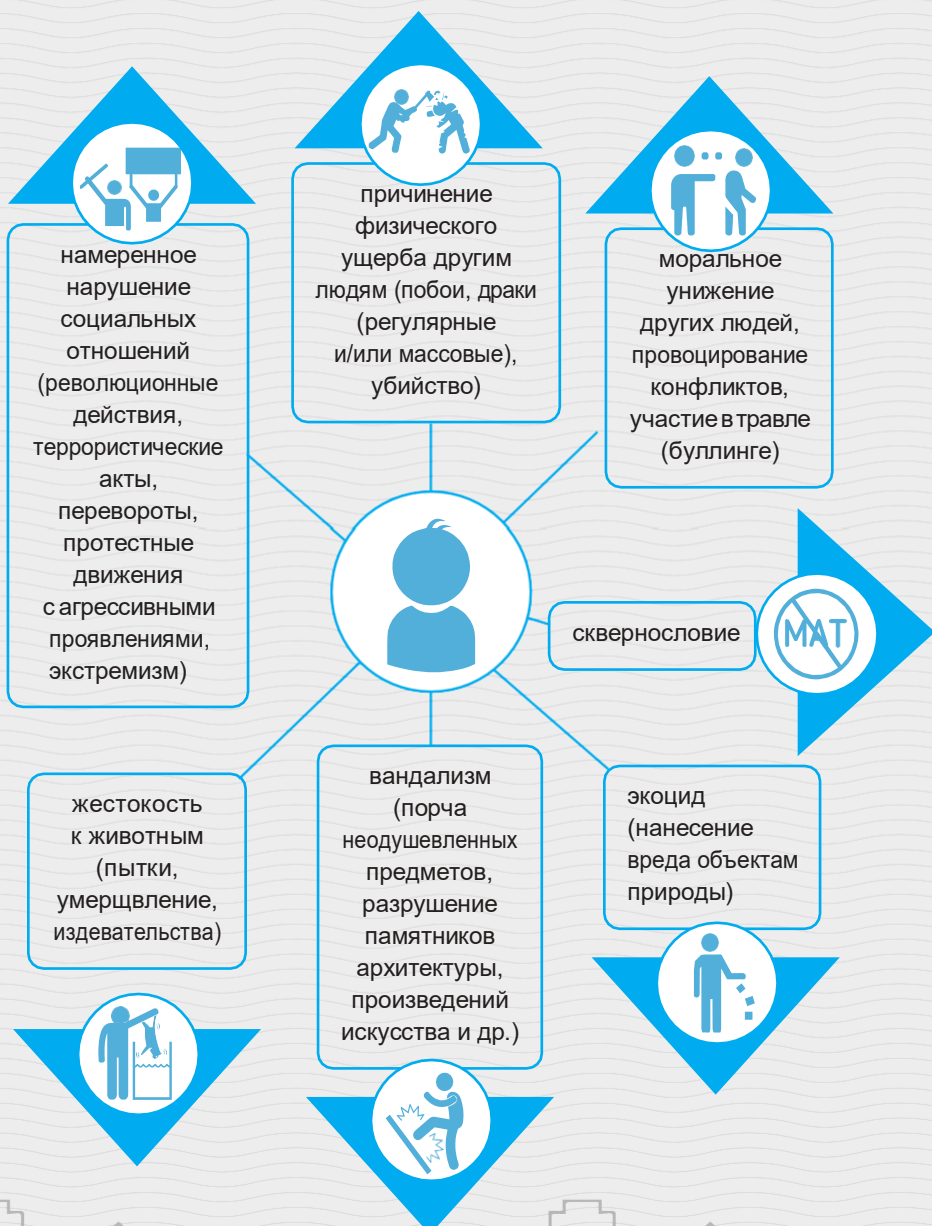 намеренное
нарушение
социальных
отношений
(революционные
действия,
террористические
акты,
перевороты,
протестные
движения
с агрессивными
проявлениями,
экстремизм)
причинение
физического
ущерба другим
людям (побои, драки
(регулярные
и/или массовые),
убийство)
моральное
унижение
других людей,
провоцирование
конфликтов,
участие в травле
(буллинге)
сквернословие
МАТ
жестокость
к животным
(пытки,
умерщвление,
издевательства)
вандализм
(порча
неодушевленных
предметов,
разрушение
памятников
архитектуры,
произведений
искусства и др.)
экоцид
(нанесение
вреда объектам
природы)